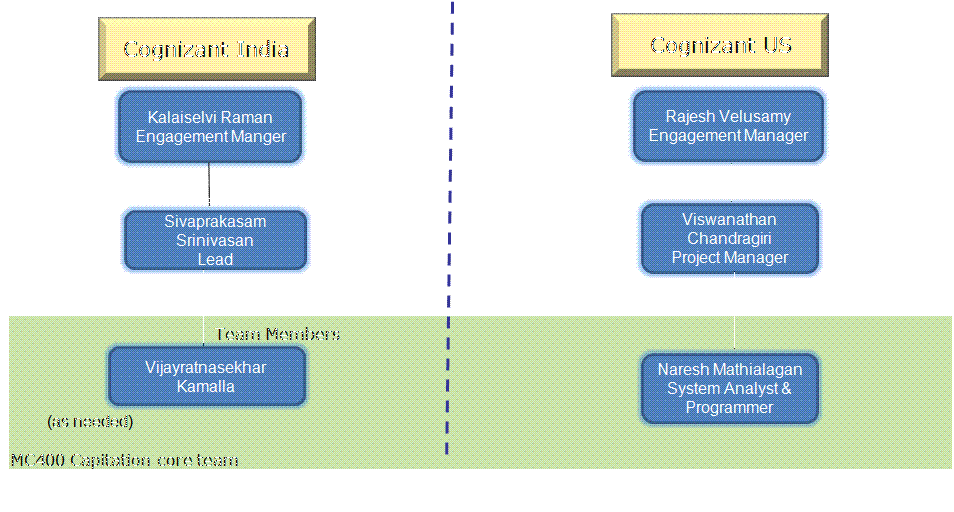 Cognizant India
Kalaiselvi Raman
Engagement Manger
Sivaprakasam
Srinivasan
Lead
Team Members
Vijayratnasekhar
Kamalla
(as needed)
MC400 Capitation core team
Cognizant US
Rajesh Velusamy
Engagement Manager
Viswanathan
Chandragiri
Project Manager
Naresh Mathialagan
System Analyst &
Programmer